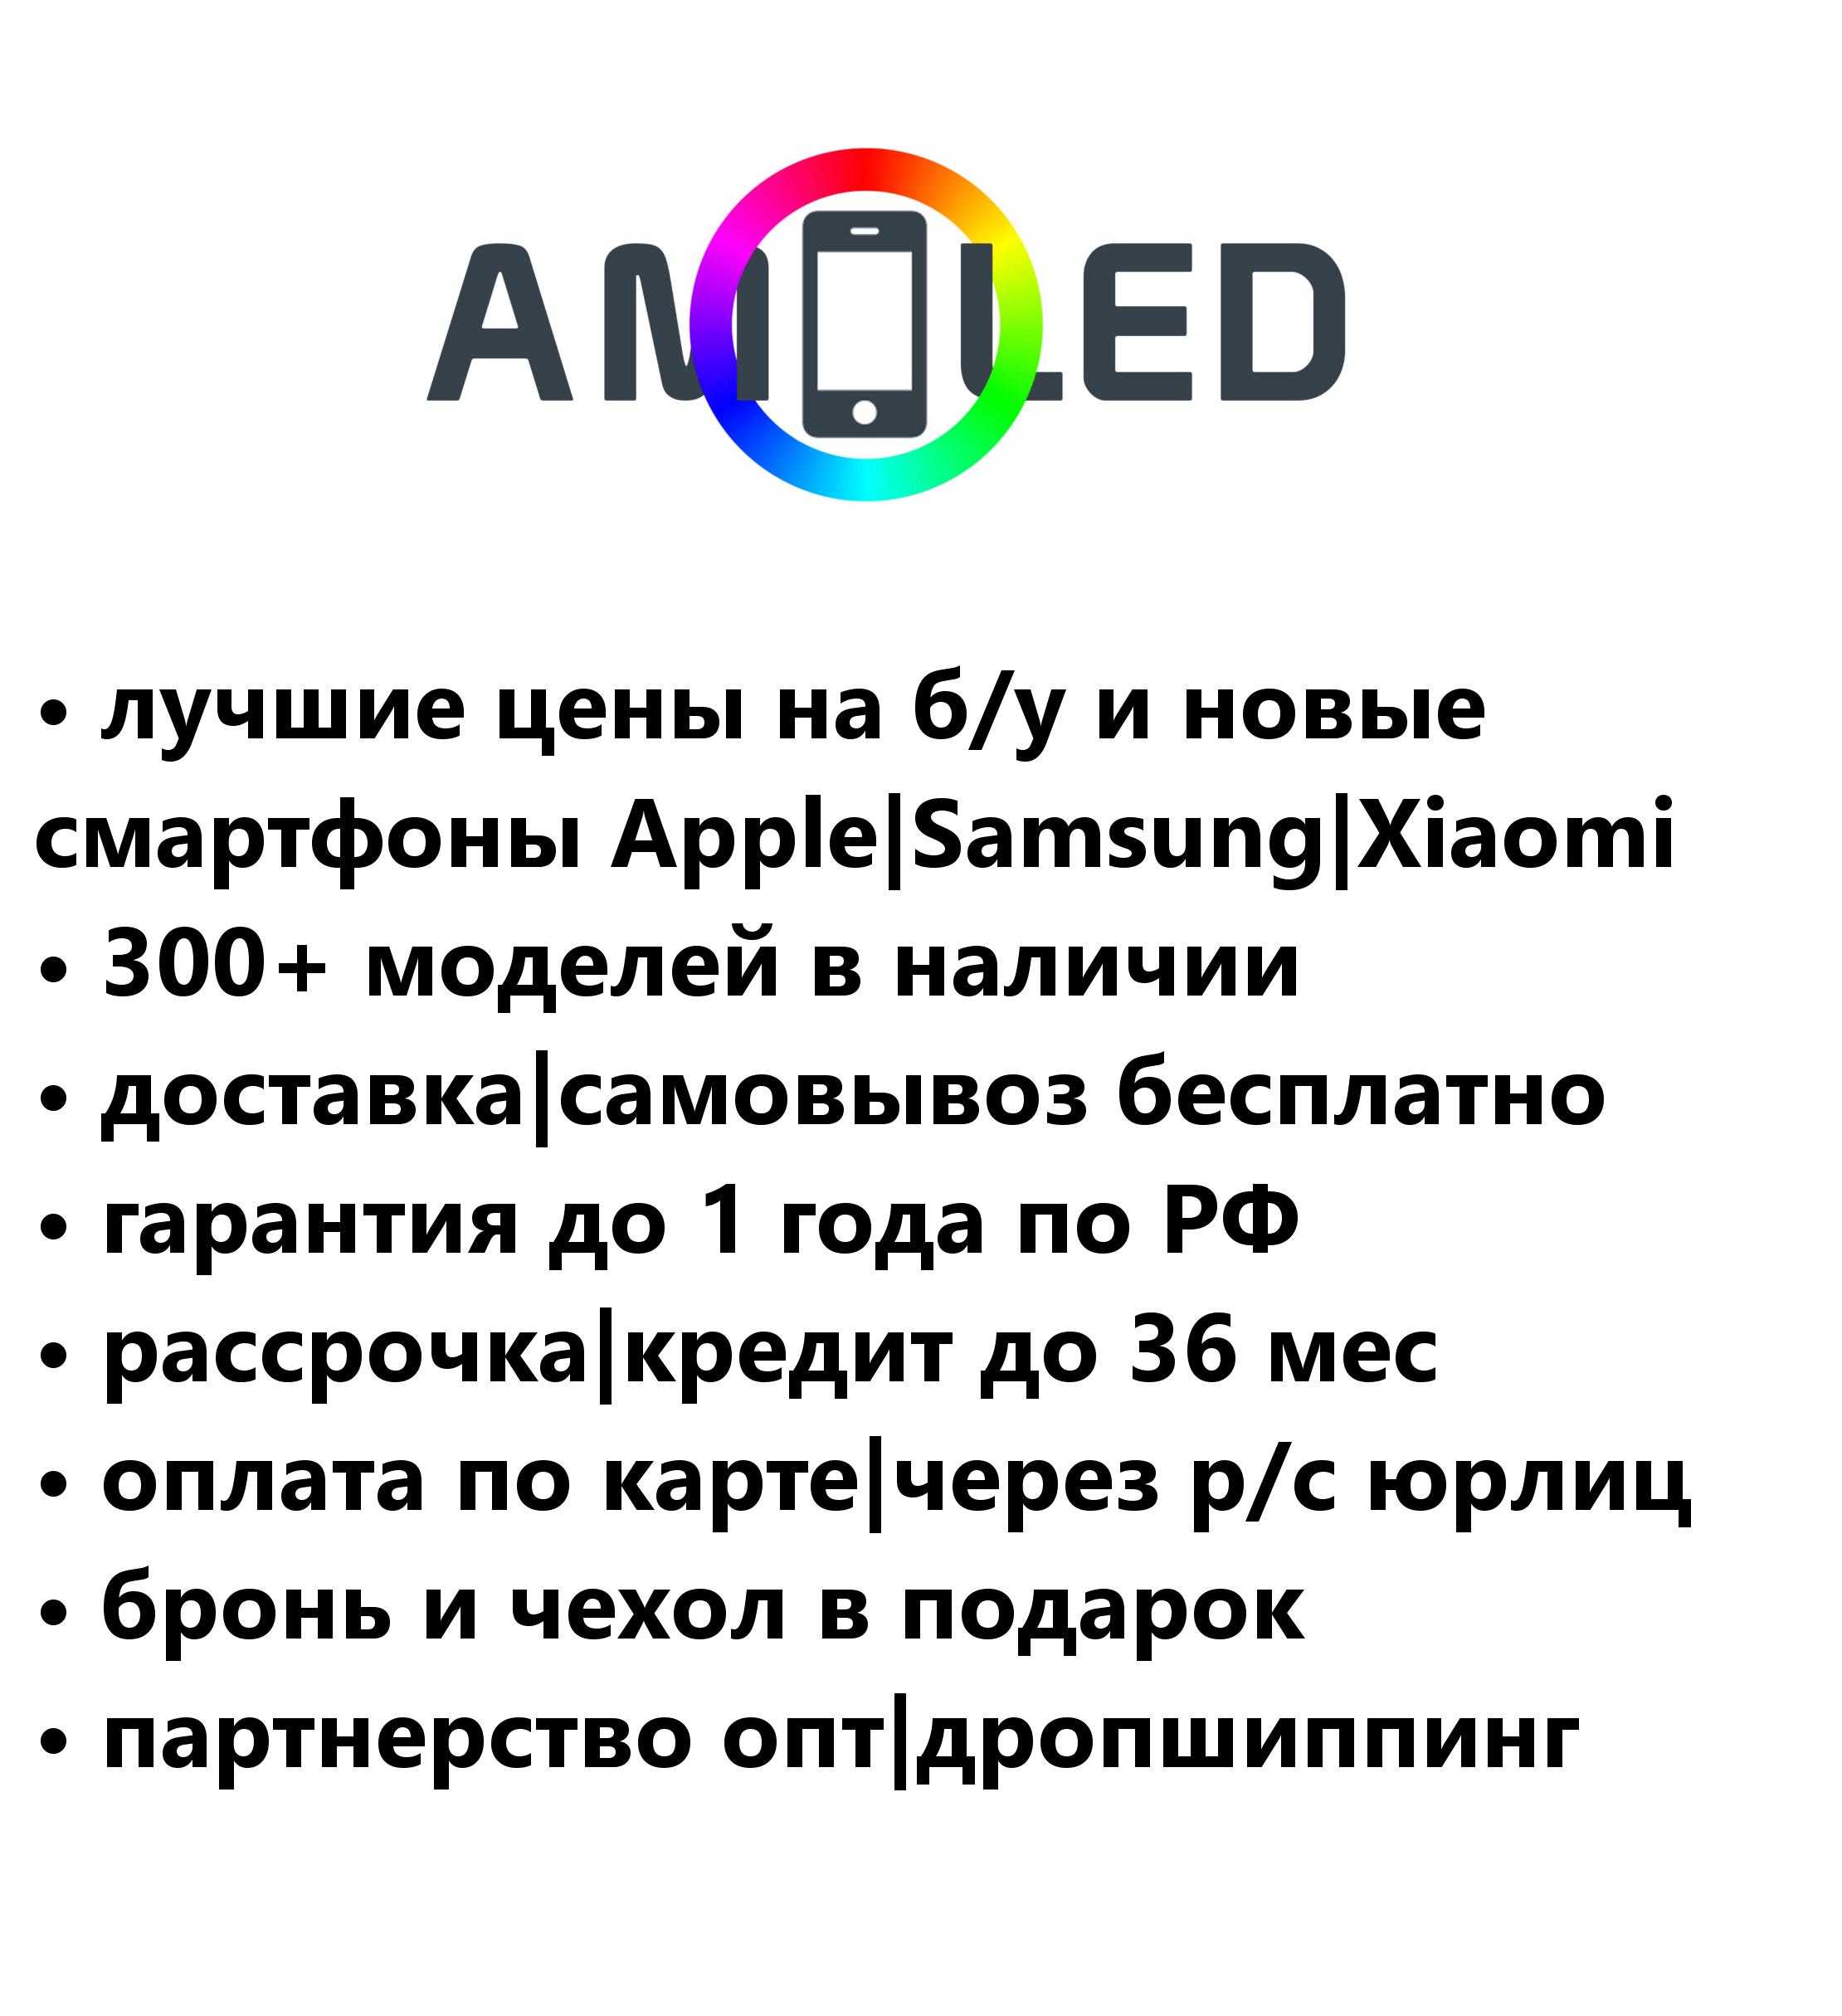 AMOLED
• лучшие цены на б/у и новые
смартфоны Apple|Samsung|Xiaomi
• 300+ моделей в наличии
• доставка|самовывоз бесплатно
• гарантия до 1 года по РФ
• рассрочка|кредит до 36 мес
• оплата по карте|через р/с юрлиц
• бронь и чехол в подарок
• партнерство опт|дропшиппинг